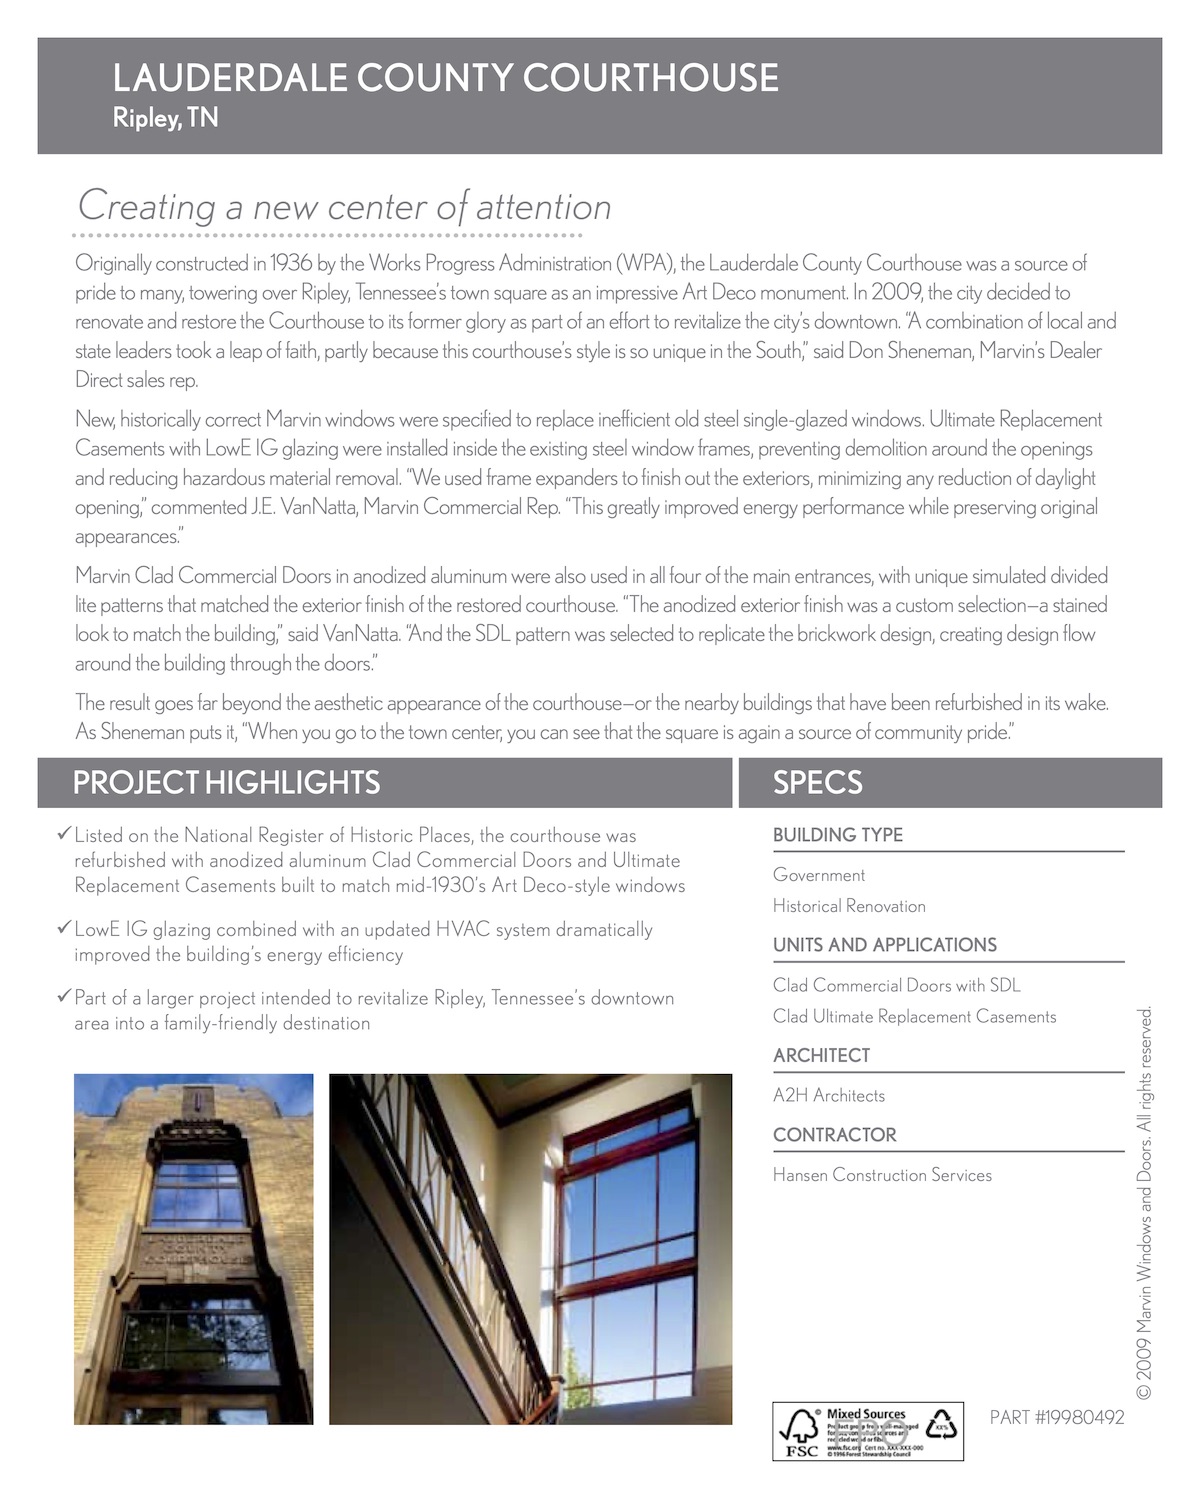 LAUDERDALE COUNTY COURTHOUSE
Ripley, TN
Creating a new center of attention
Originally constructed in 1936 by the Works Progress Administration (WPA), the Lauderdale County Courthouse was a source of
pride to many, towering over Ripley, Tennessee’s town square as an impressive Art Deco monument. In 2009, the city decided to
renovate and restore the Courthouse to its former glory as part of an effort to revitalize the city’s downtown. “A combination of local and
state leaders took a leap of faith, partly because this courthouse’s style is so unique in the South,” said Don Sheneman, Marvin’s Dealer
Direct sales rep.
New, historically correct Marvin windows were specified to replace inefficient old steel single-glazed windows. Ultimate Replacement
Casements with LowE IG glazing were installed inside the existing steel window frames, preventing demolition around the openings
and reducing hazardous material removal. “We used frame expanders to finish out the exteriors, minimizing any reduction of daylight
opening,” commented J.E. VanNatta, Marvin Commercial Rep. “This greatly improved energy performance while preserving original
appearances.”
Marvin Clad Commercial Doors in anodized aluminum were also used in all four of the main entrances, with unique simulated divided
lite patterns that matched the exterior finish of the restored courthouse. “The anodized exterior finish was a custom selection—a stained
look to match the building,” said VanNatta. “And the SDL pattern was selected to replicate the brickwork design, creating design flow
around the building through the doors.”
The result goes far beyond the aesthetic appearance of the courthouse—or the nearby buildings that have been refurbished in its wake.
As Sheneman puts it, “When you go to the town center, you can see that the square is again a source of community pride.”
PROJECT HIGHLIGHTS
✓Listed on the National Register of Historic Places, the courthouse was
refurbished with anodized aluminum Clad Commercial Doors and Ultimate
Replacement Casements built to match mid-1930’s Art Deco-style windows
✓LowE IG glazing combined with an updated HVAC system dramatically
improved the building’s energy efficiency
✓Part of a larger project intended to revitalize Ripley, Tennessee’s downtown
area into a family-friendly destination
LAUDERDALE
COUNTY
COURTHOUSE
SPECS
BUILDING TYPE
Government
Historical Renovation
UNITS AND APPLICATIONS
Clad Commercial Doors with SDL
Clad Ultimate Replacement Casements
ARCHITECT
A2H Architects
CONTRACTOR
Hansen Construction Services
© 2009 Marvin Windows and Doors. All rights reserved.
FSC
Mixed Sources
Product group from well-managed
recycled wood or fiber
www.fsc.org Cert no. XXX-XXX-000
© 1996 Forest Stewardship Council
FPO
PART #19980492